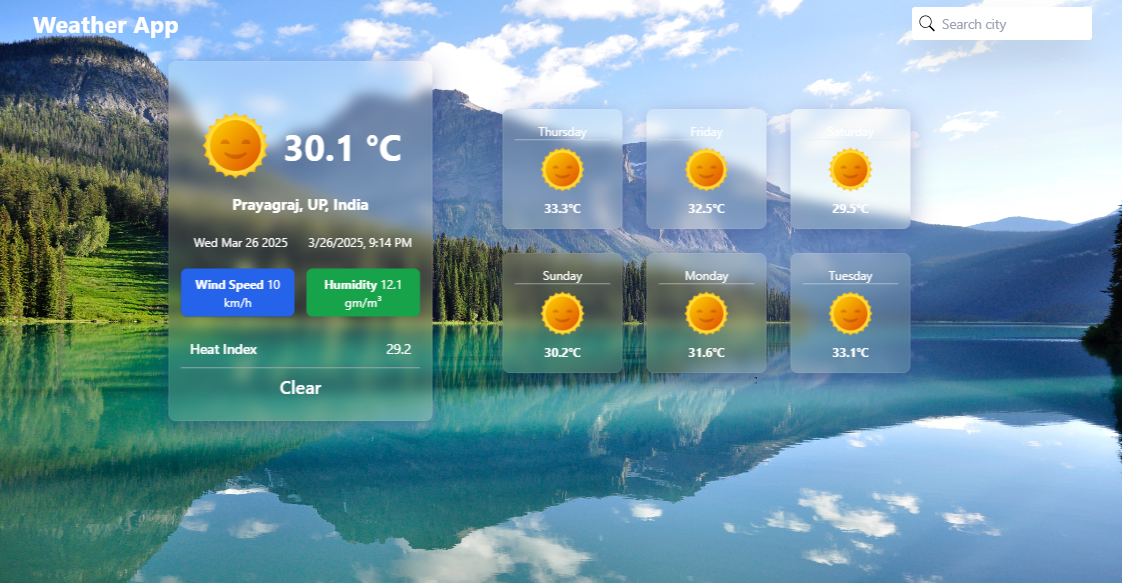 Weather App
Search city
30.1 °C
Prayagraj, UP, India
Wed Mar 26 2025 3/26/2025, 9:14 PM
Wind Speed 10
km/h
Humidity 12.1
gm/m³
Heat Index 29.2
Clear
Thursday
33.3°C
Friday
32.5°C
Saturday
29.5°C
Sunday
30.2°C
Monday
31.6°C
Tuesday
33.1°C